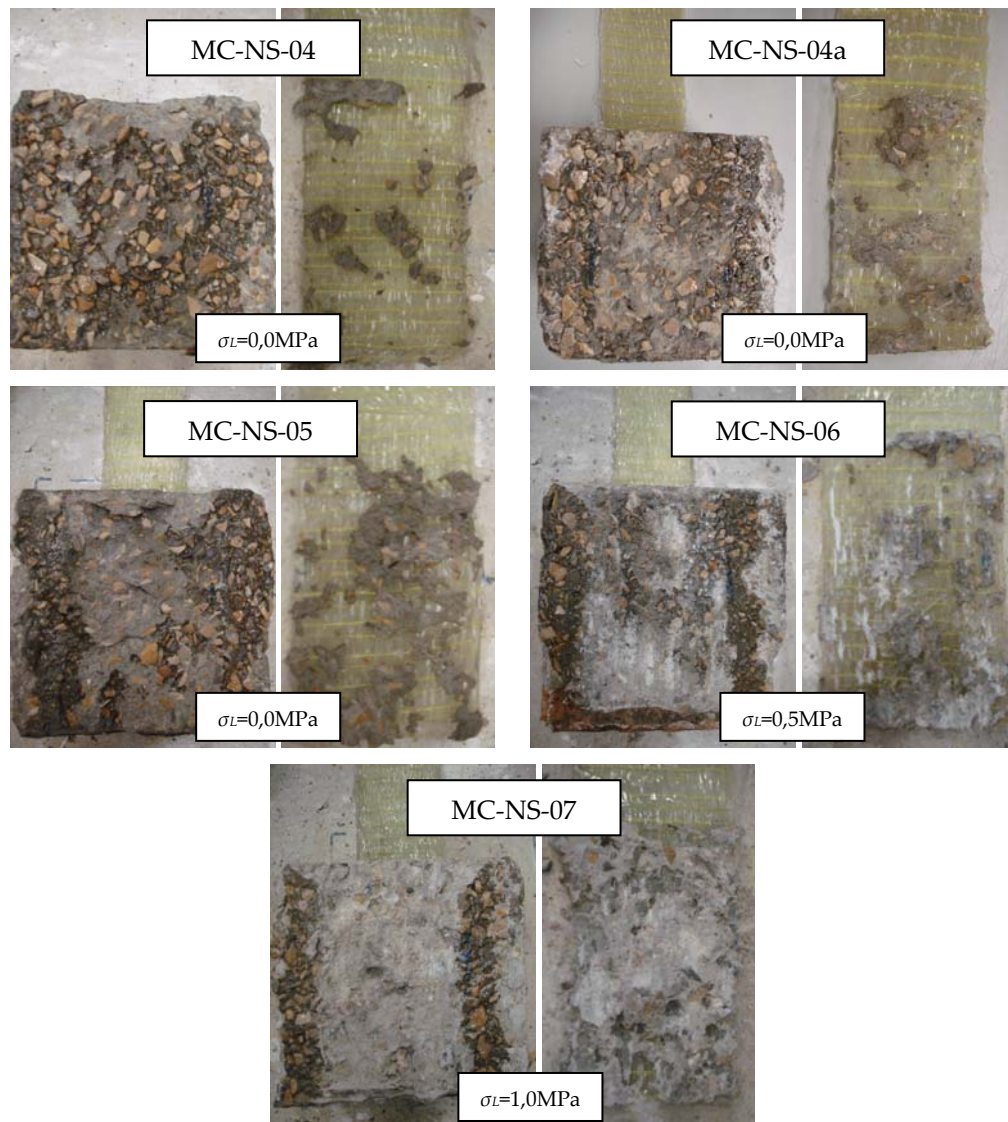 MC-NS-04
MC-NS-04a
σL=0,0MPa
σL=0,0MPa
MC-NS-05
MC-NS-06
σL=0,0MPa
σL=0,5MPa
MC-NS-07
σL=1,0MPa